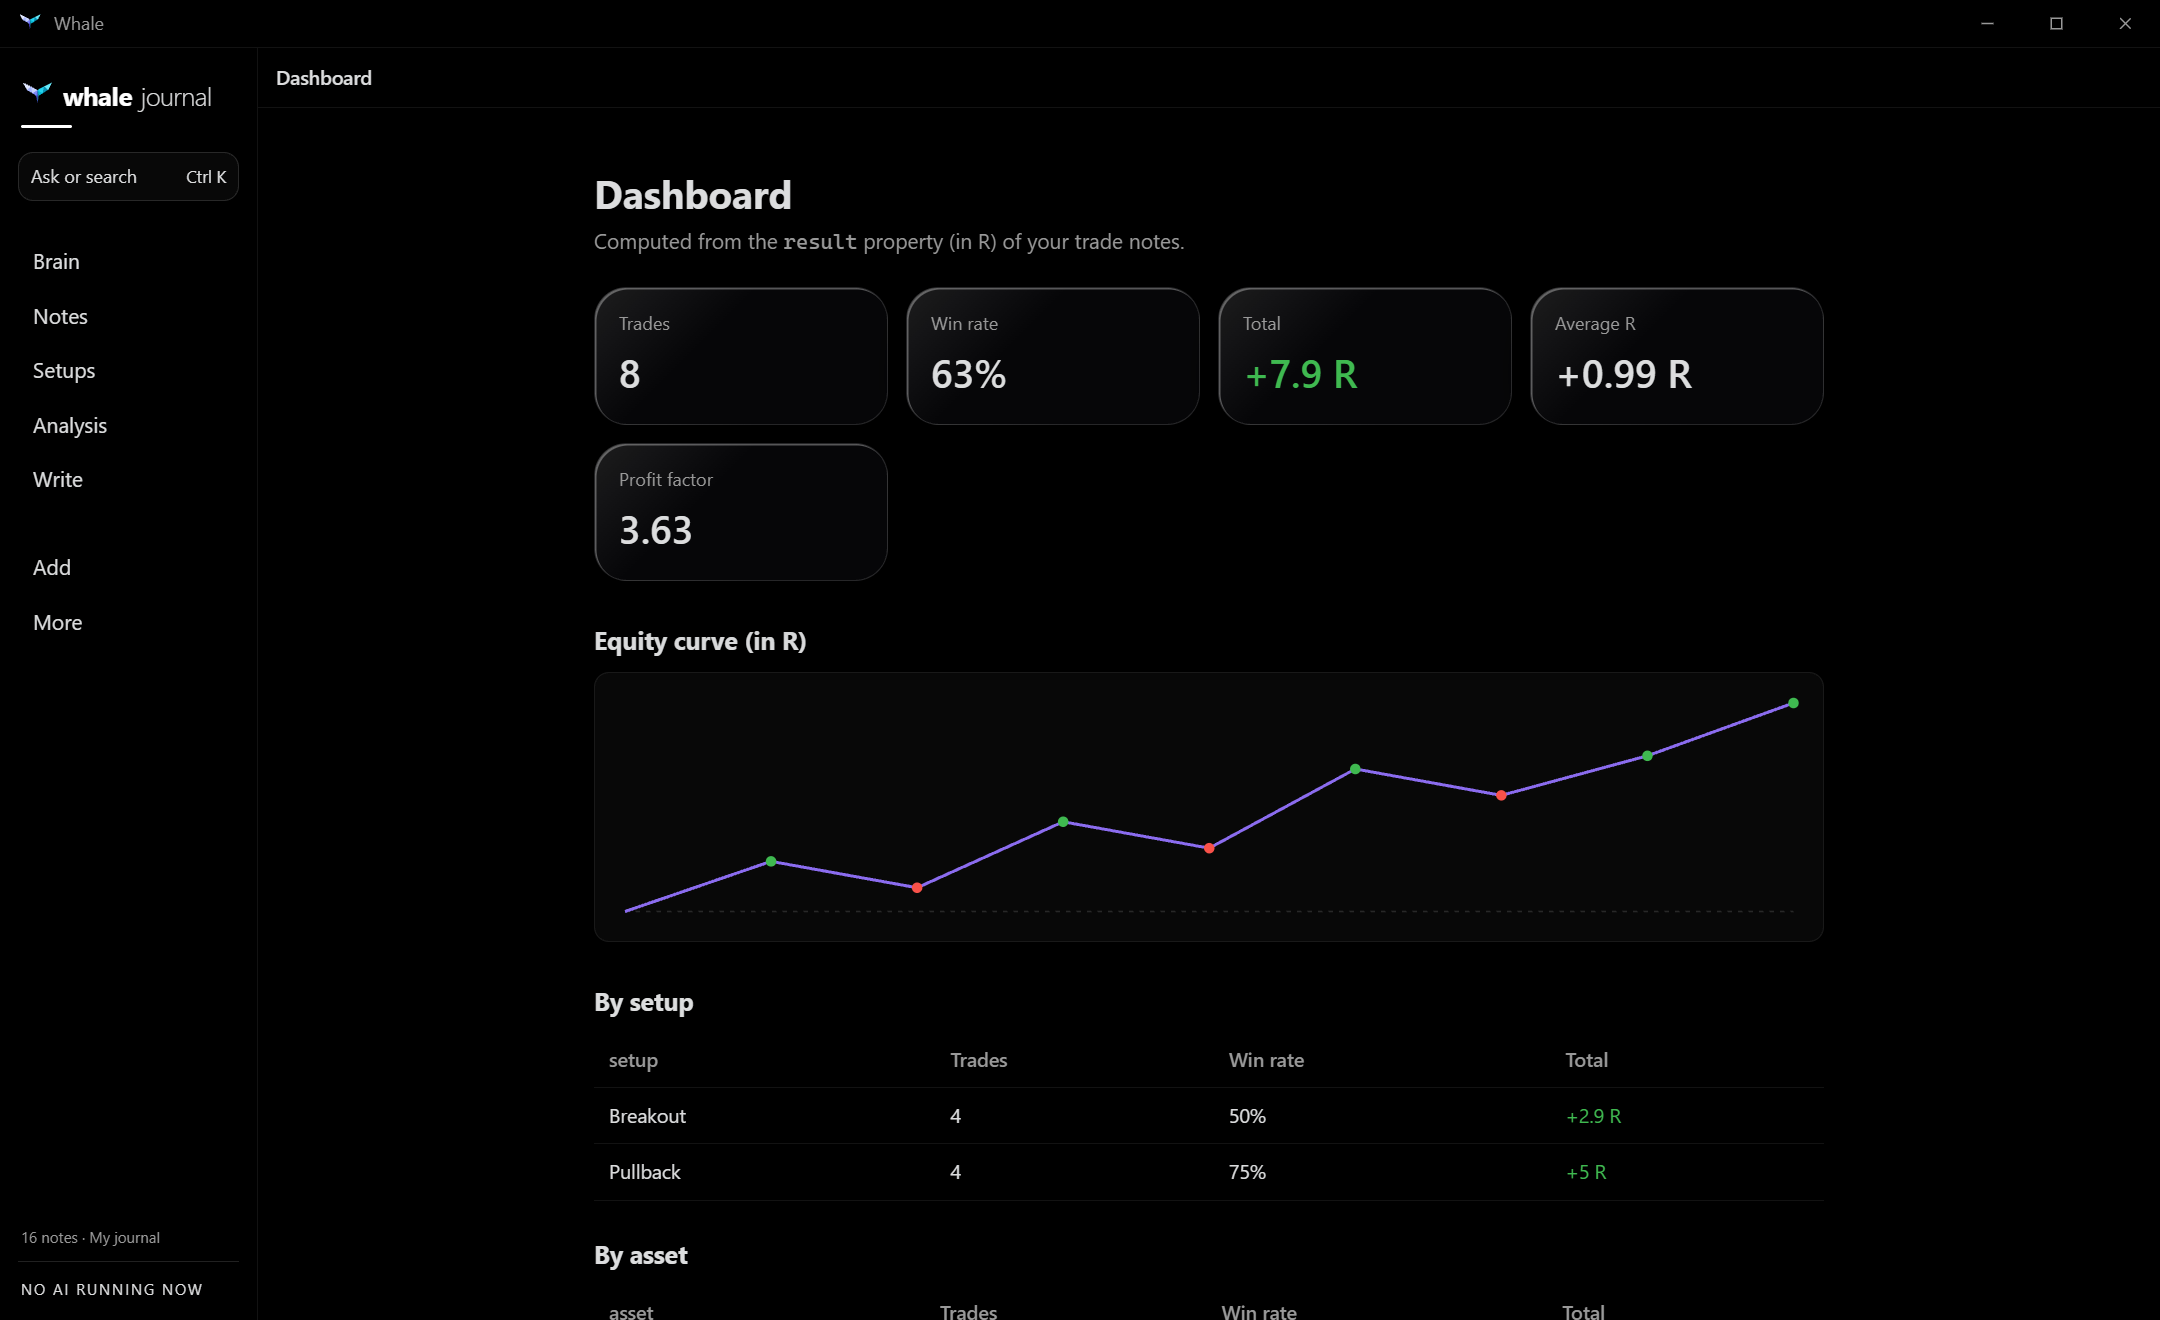 Whale
whale journal
Ask or search Ctrl K
Brain
Notes
Setups
Analysis
Write
Add
More
16 notes · My journal
NO AI RUNNING NOW
Dashboard
Dashboard
Computed from the result property (in R) of your trade notes.
Trades
8
Win rate
63%
Total
+7.9 R
Average R
+0.99 R
Profit factor
3.63
Equity curve (in R)
By setup
setup Trades Win rate Total
Breakout 4 50% +2.9 R
Pullback 4 75% +5 R
By asset
asset Trades Win rate Total